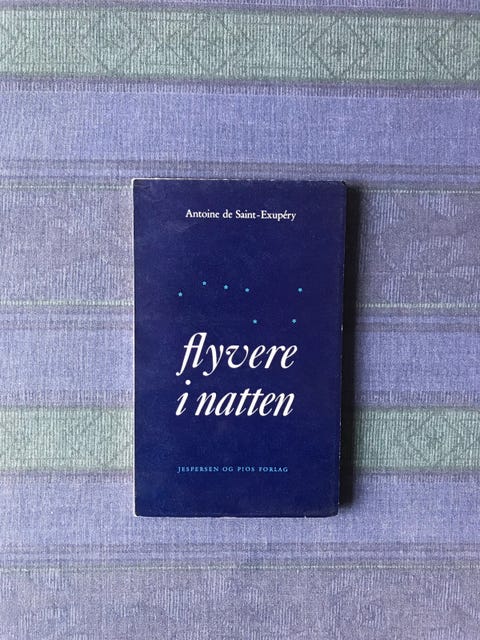 Antoine de Saint-Exupéry
flyvere
i natten
JESPERSEN OG PIOS FORLAG